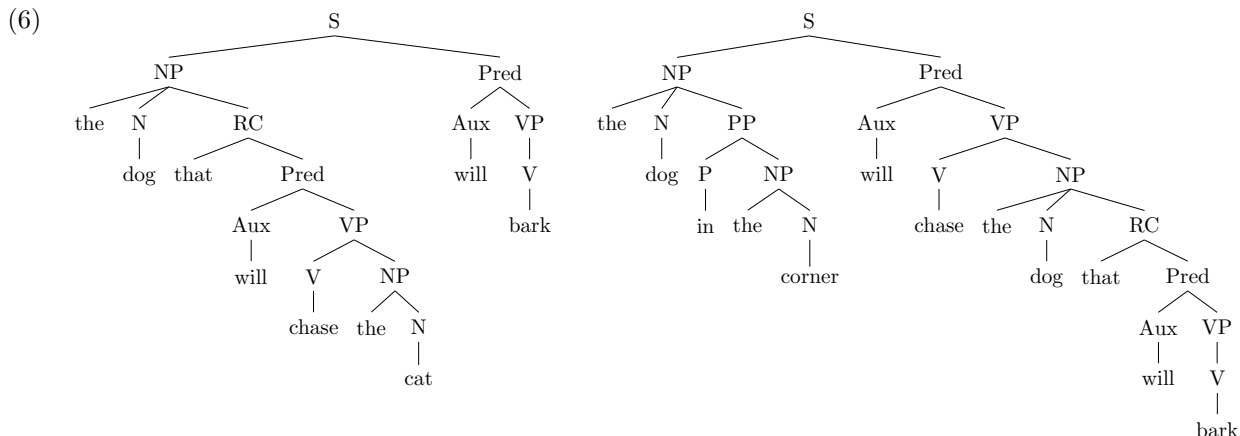 (6) S S
NP Pred NP Pred
the N RC Aux VP the N PP Aux VP
dog that Pred will V dog P NP will V NP
Aux VP bark in the N chase the N RC
will V NP corner dog that Pred
chase the N Aux VP
cat will V
bark